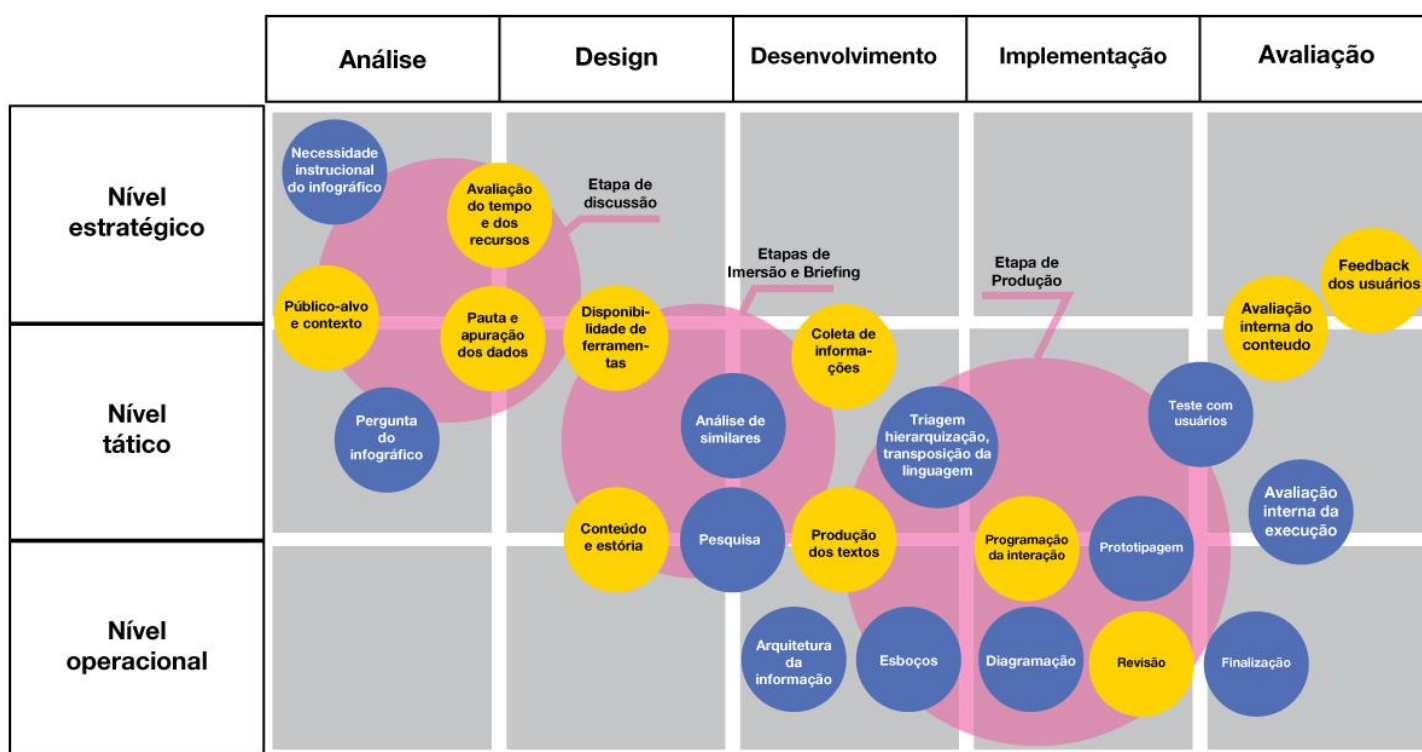 Análise
Design
Desenvolvimento
Implementação
Avaliação
Nível
estratégico
Necessidade
instrucional
do infográfico
Avaliação
do tempo
e dos
recursos
Etapa de
discussão
Etapas de
Imersão e Briefing
Etapa de
Produção
Feedback
dos usuários
Público-alvo
e contexto
Pauta e
apuração
dos dados
Disponibi-
lidade de
ferramen-
tas
Coleta de
informa-
ções
Avaliação
interna do
conteudo
Nível
tático
Pergunta
do
infográfico
Análise de
similares
Triagem
hierarquização,
transposição da
linguagem
Teste com
usuários
Avaliação
interna da
execução
Conteúdo
e estória
Pesquisa
Produção
dos textos
Programação
da interação
Prototipagem
Nível
operacional
Arquitetura
da
informação
Esboços
Diagramação
Revisão
Finalização